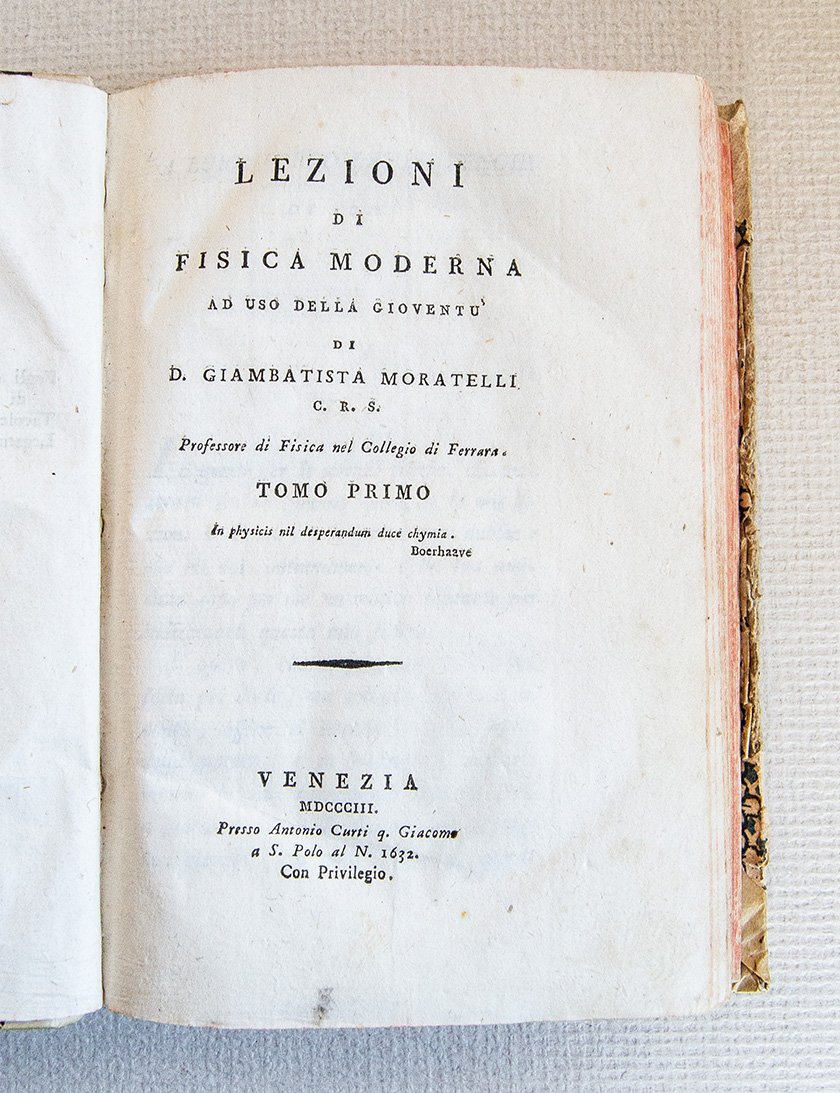 LEZIONI
DI
FISICA MODERNA
AD USO DELLA GIOVENTU'
DI
D. GIAMBATISTA MORATELLI
C. R. S.
Professore di Fisica nel Collegio di Ferrara.
TOMO PRIMO
In physicis nil desperandum duce chymia.
Boerhaave
VENEZIA
MDCCCIII.
Presso Antonio Curti q. Giacomo
a S. Polo al N. 1632.
Con Privilegio.